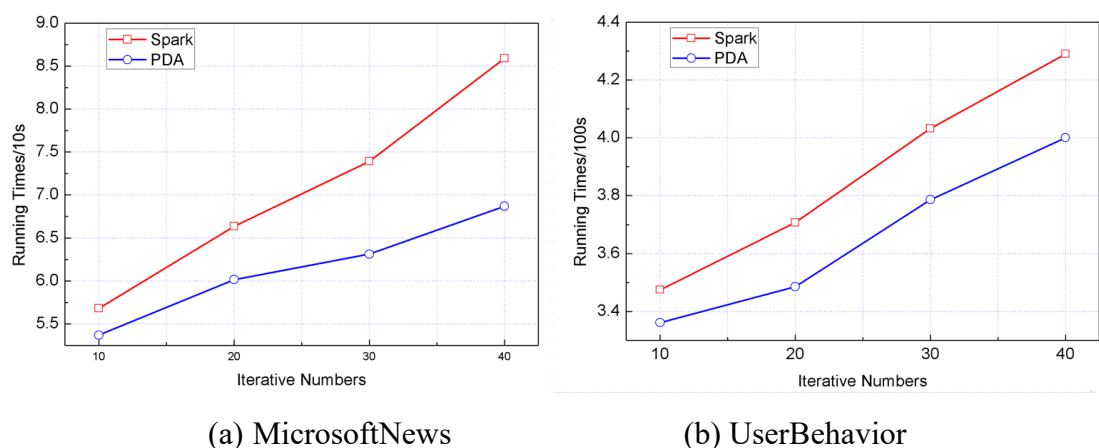 9.0
8.5
8.0
7.5
7.0
6.5
6.0
5.5
Running Times/10s
Spark
PDA
10 20 30 40
Iterative Numbers
(a) MicrosoftNews
4.4
4.2
4.0
3.8
3.6
3.4
Running Times/100s
Spark
PDA
10 20 30 40
Iterative Numbers
(b) UserBehavior